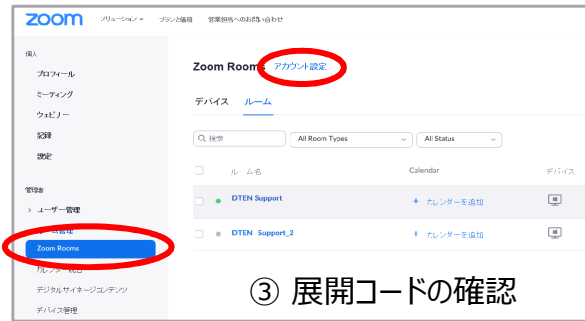 zoom ソリューション プランと価格 営業担当へのお問い合わせ
個人
プロフィール
ミーティング
ウェビナー
記録
設定
管理者
> ユーザー管理
Zoom Rooms
デジタルサイネージコンテンツ
デバイス管理
Zoom Rooms アカウント設定
デバイス ルーム
検索 All Room Types All Status
ルーム名 Calendar デバイス
DTEN Support + カレンダーを追加
DTEN Support_2 + カレンダーを追加
③ 展開コードの確認